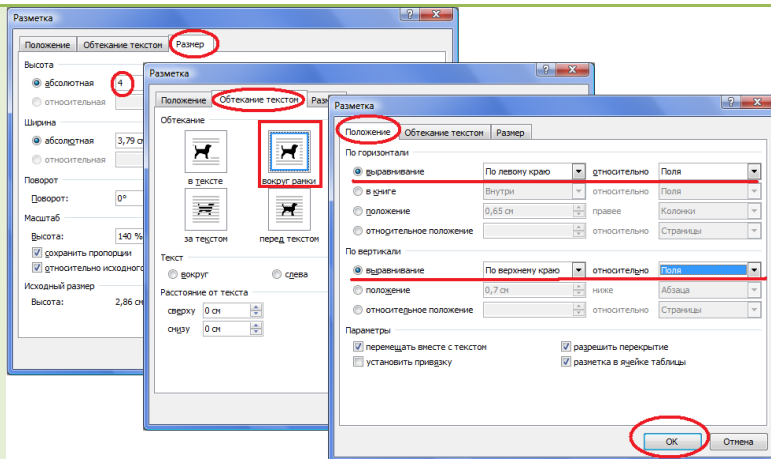 Разметка
Положение Обтекание текстом Размер
Высота
абсолютная 4
относительная
Ширина
абсолютная 3,79
относительная
Поворот
Поворот: 0°
Масштаб
Высота: 140 %
сохранить пропорции
относительно исходного
Исходный размер
Высота: 2,86
Разметка
Положение Обтекание текстом
Обтекание
в тексте вокруг рамки
за текстом перед текстом
Текст
вокруг слева
Расстояние от текста
сверху 0 см
снизу 0 см
Разметка
Положение Обтекание текстом Размер
По горизонтали
выравнивание По левому краю относительно Поля
в книге Внутри относительно Поля
положение 0,65 см правее Колонки
относительное положение относительно Страницы
По вертикали
выравнивание По верхнему краю относительно Поля
положение 0,7 см ниже Абзаца
относительное положение относительно Страницы
Параметры
перемещать вместе с текстом разрешить перекрытие
установить привязку разметка в ячейке таблицы
ОК Отмена